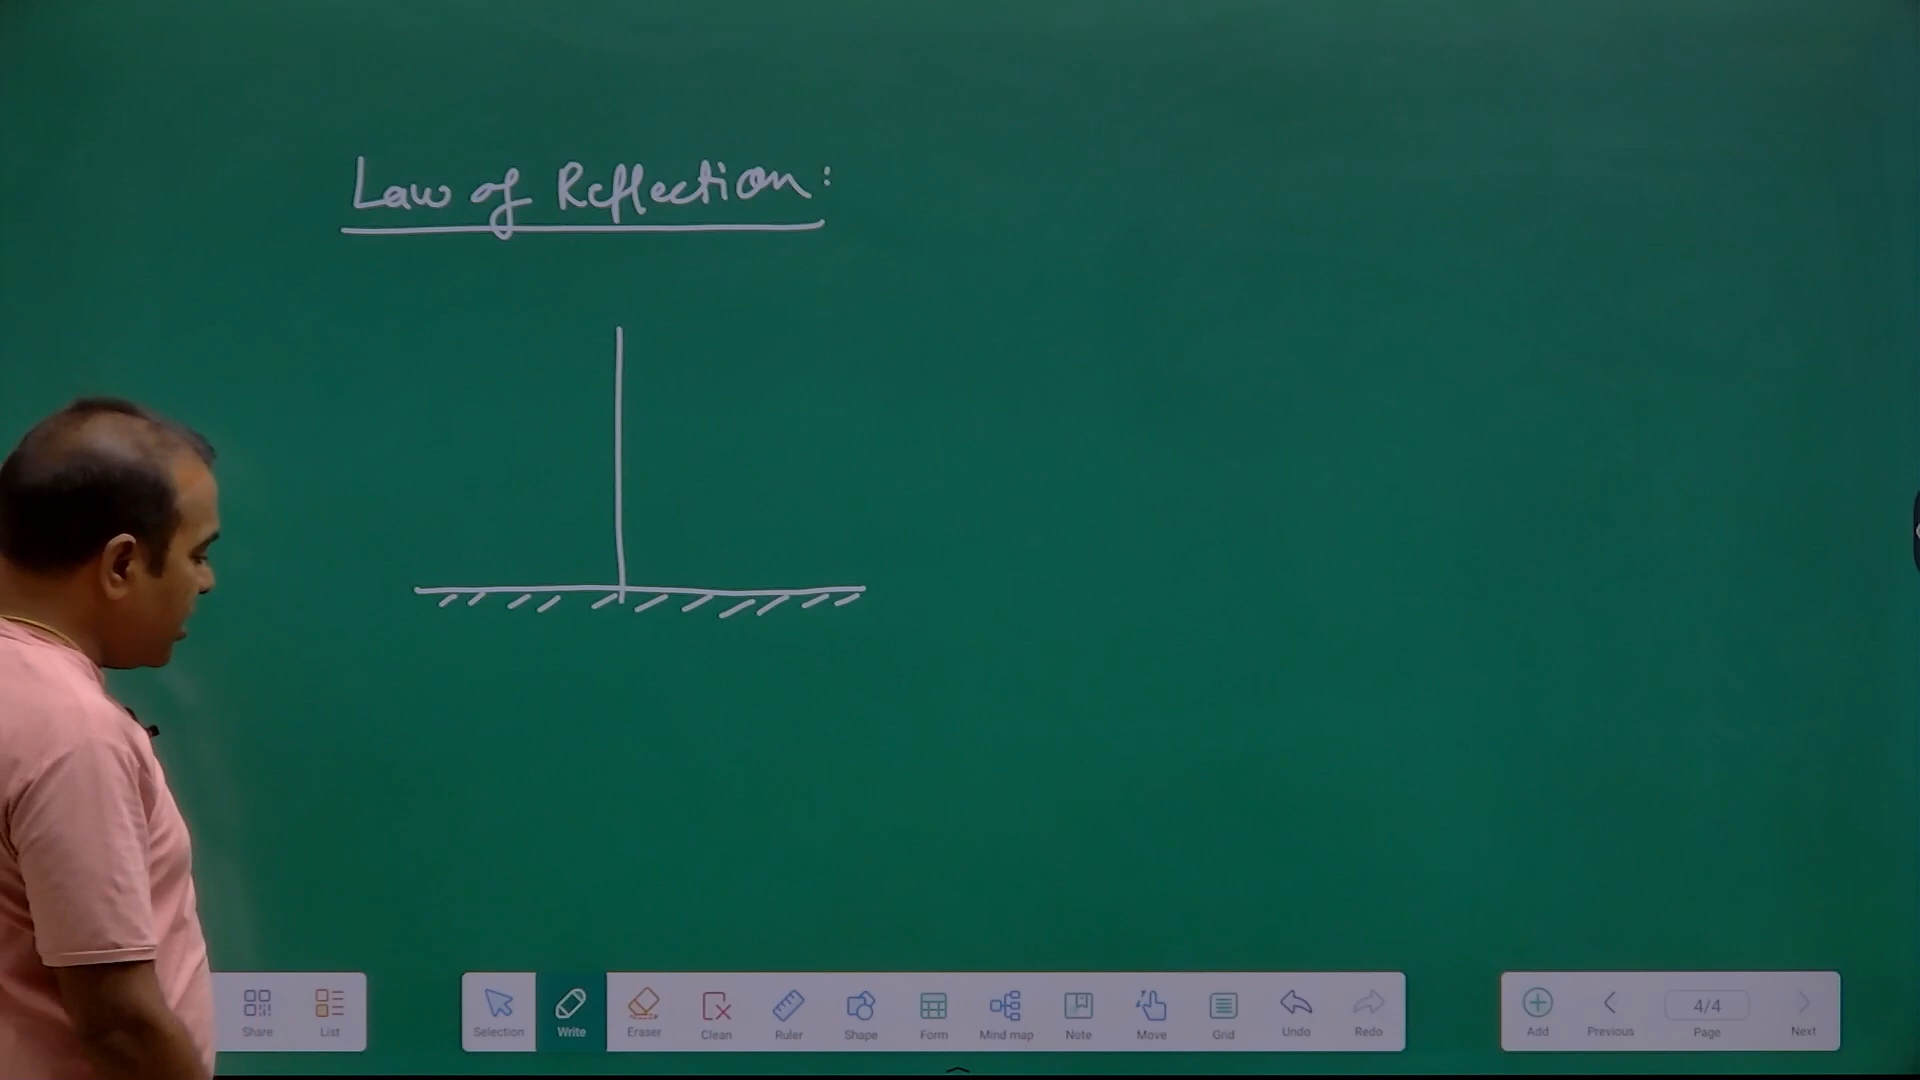 Law of Reflection:
Share List Selection Write Eraser Clean Ruler Shape Form Mind map Note Move Grid Undo Redo Add Previous 4/4 Page Next